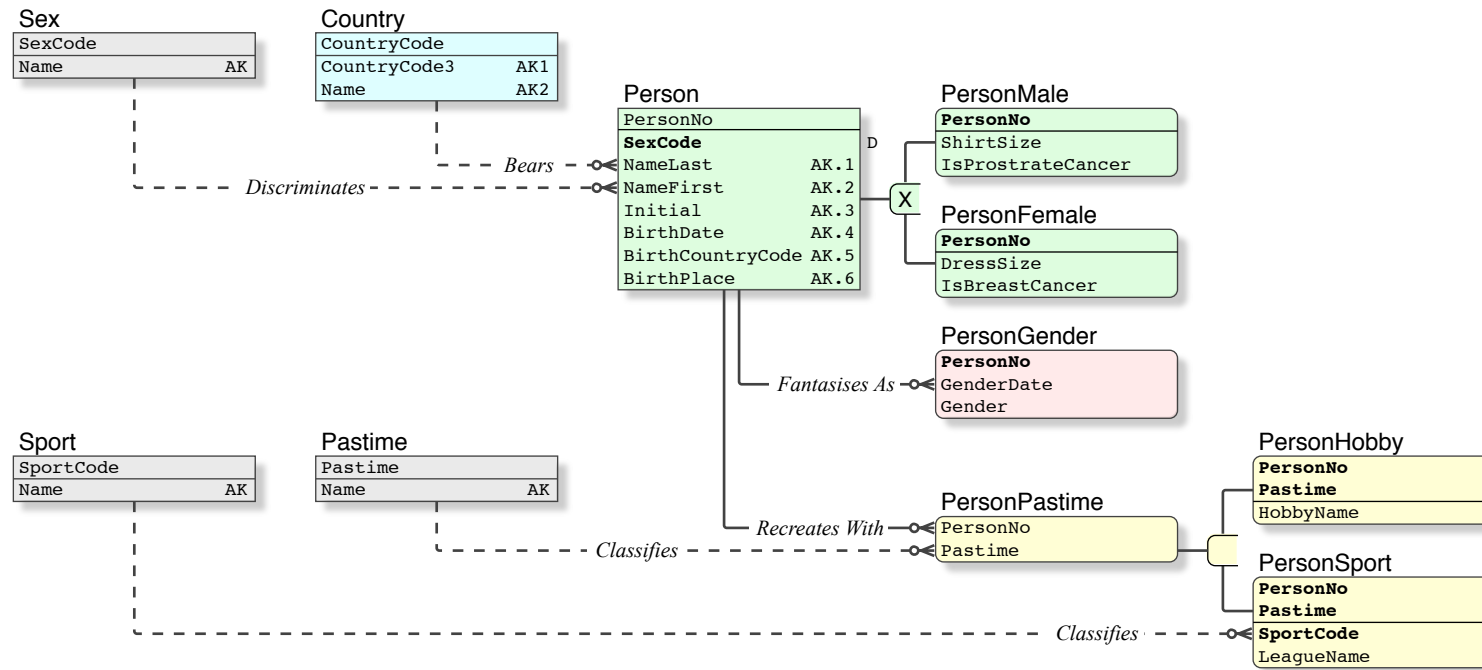 Sex
SexCode
Name AK
Country
CountryCode
CountryCode3 AK1
Name AK2
Person
PersonNo
SexCode D
NameLast AK.1
NameFirst AK.2
Initial AK.3
BirthDate AK.4
BirthCountryCode AK.5
BirthPlace AK.6
Bears
Discriminates
X
PersonMale
PersonNo
ShirtSize
IsProstrateCancer
PersonFemale
PersonNo
DressSize
IsBreastCancer
PersonGender
PersonNo
GenderDate
Gender
Fantasises As
Sport
SportCode
Name AK
Pastime
Pastime
Name AK
PersonPastime
PersonNo
Pastime
Recreates With
Classifies
PersonHobby
PersonNo
Pastime
HobbyName
PersonSport
PersonNo
Pastime
SportCode
LeagueName
Classifies